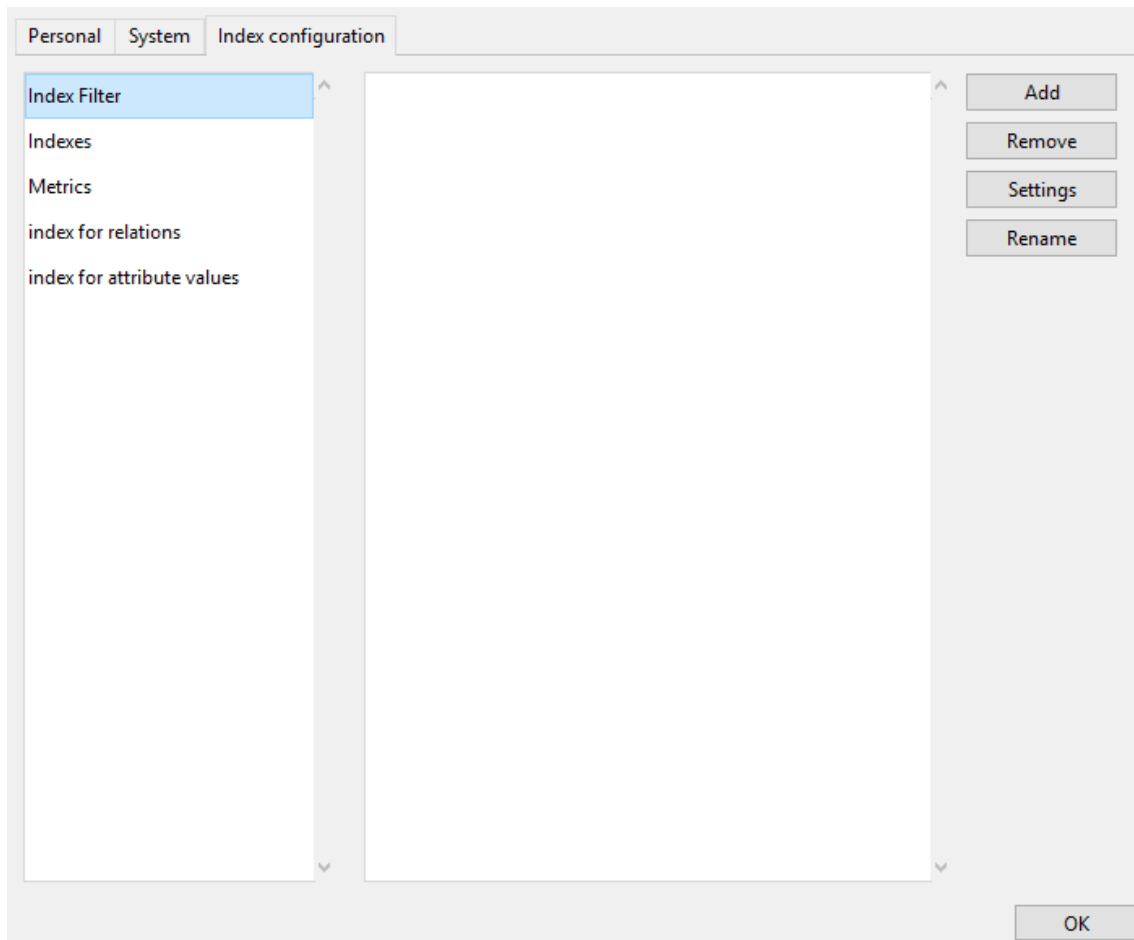 Personal System Index configuration
Index Filter
Indexes
Metrics
index for relations
index for attribute values
Add
Remove
Settings
Rename
OK